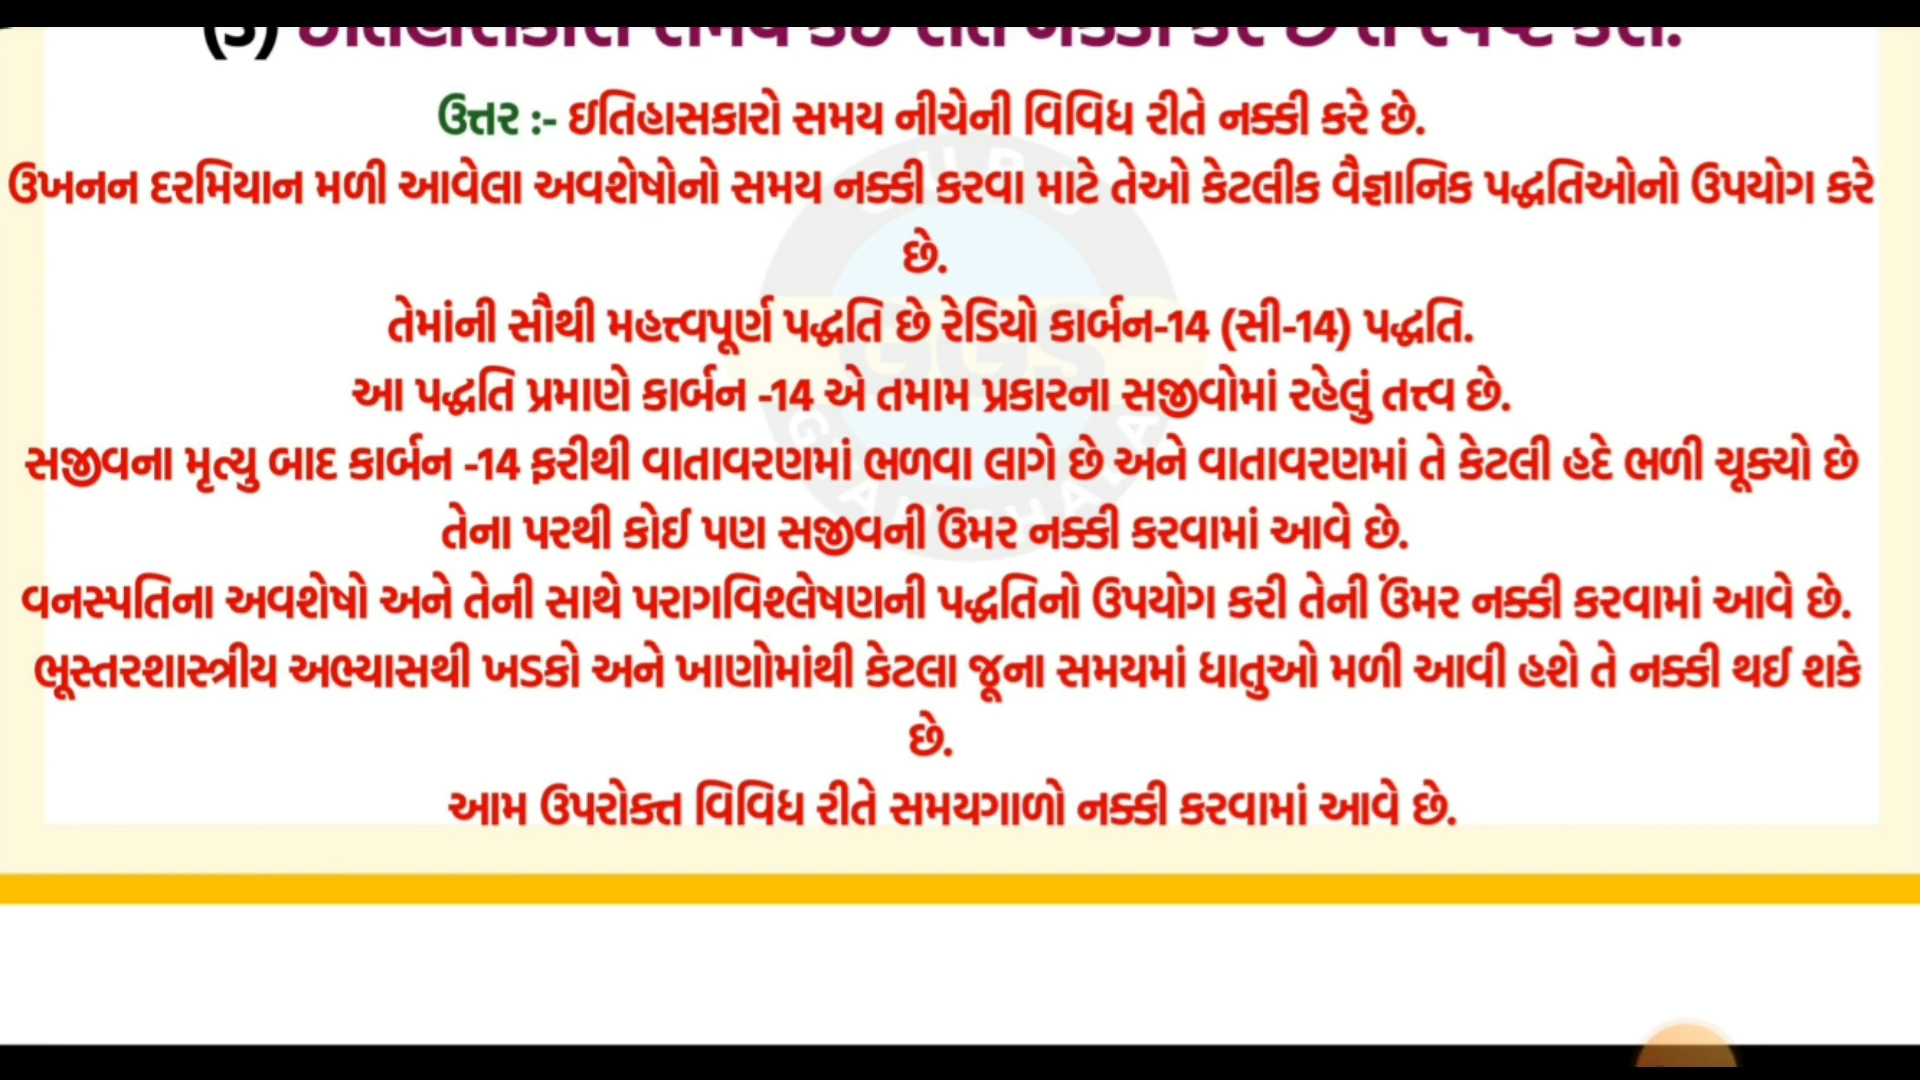 ઉત્તર :- ઇતિહાસકારો સમય નીચેની વિવિધ રીતે નક્કી કરે છે.
ઉખનન દરમિયાન મળી આવેલા અવશેષોનો સમય નક્કી કરવા માટે તેઓ કેટલીક વૈજ્ઞાનિક પદ્ધતિઓનો ઉપયોગ કરે
છે.
તેમાંની સૌથી મહત્ત્વપૂર્ણ પદ્ધતિ છે રેડિયો કાર્બન-14 (સી-14) પદ્ધતિ.
આ પદ્ધતિ પ્રમાણે કાર્બન -14 એ તમામ પ્રકારના સજીવોમાં રહેલું તત્ત્વ છે.
સજીવના મૃત્યુ બાદ કાર્બન -14 ફરીથી વાતાવરણમાં ભળવા લાગે છે અને વાતાવરણમાં તે કેટલી હદે ભળી ચૂક્યો છે
તેના પરથી કોઈ પણ સજીવની ઉંમર નક્કી કરવામાં આવે છે.
વનસ્પતિના અવશેષો અને તેની સાથે પરાગવિશ્લેષણની પદ્ધતિનો ઉપયોગ કરી તેની ઉંમર નક્કી કરવામાં આવે છે.
ભૂસ્તરશાસ્ત્રીય અભ્યાસથી ખડકો અને ખાણોમાંથી કેટલા જૂના સમયમાં ધાતુઓ મળી આવી હશે તે નક્કી થઈ શકે
છે.
આમ ઉપરોક્ત વિવિધ રીતે સમયગાળો નક્કી કરવામાં આવે છે.
GGS